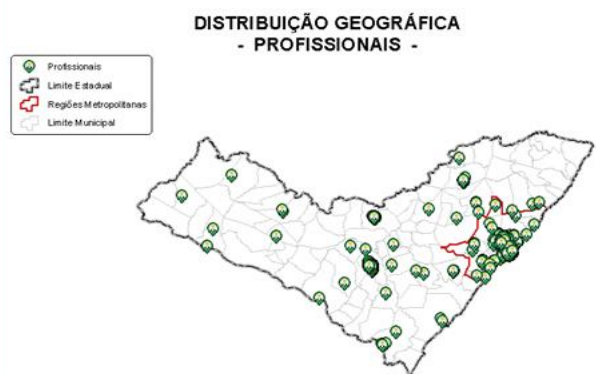 DISTRIBUIÇÃO GEOGRÁFICA
- PROFISSIONAIS -
Profissionais
Limite Estadual
Regiões Metropolitanas
Limite Municipal